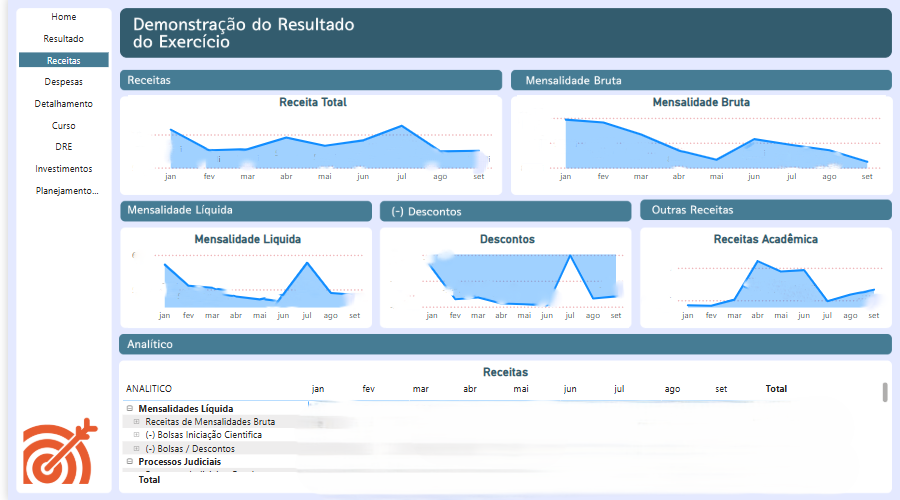 Home
Resultado
Receitas
Despesas
Detalhamento
Curso
DRE
Investimentos
Planejamento...
Demonstração do Resultado
do Exercício
Receitas
Mensalidade Bruta
Receita Total
jan fev mar abr mai jun jul ago set
Mensalidade Bruta
jan fev mar abr mai jun jul ago set
Mensalidade Líquida
(-) Descontos
Outras Receitas
Mensalidade Liquida
jan fev mar abr mai jun jul ago set
Descontos
jan fev mar abr mai jun jul ago set
Receitas Acadêmica
jan fev mar abr mai jun jul ago set
Analítico
Receitas
ANALITICO jan fev mar abr mai jun jul ago set Total
Mensalidades Líquida
Receitas de Mensalidades Bruta
(-) Bolsas Iniciação Cientifica
(-) Bolsas / Descontos
Processos Judiciais
Total